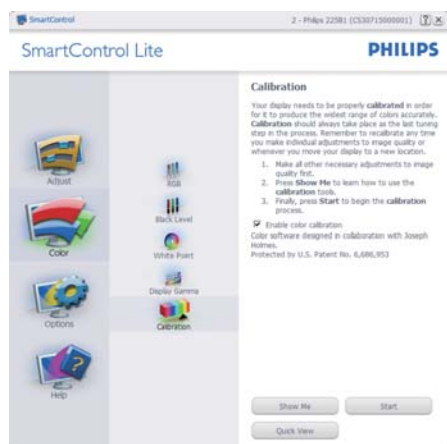 SmartControl
2 - Philips 225B1 (CS30715000001)
SmartControl Lite
PHILIPS
Adjust
Color
Options
Help
RGB
Black Level
White Point
Display Gamma
Calibration
Calibration
Your display needs to be properly calibrated in order
for it to produce the widest range of colors accurately.
Calibration should always take place as the last tuning
step in the process. Remember to recalibrate any time
you make individual adjustments to image quality or
whenever you move your display to a new location.
1. Make all other necessary adjustments to image
quality first.
2. Press Show Me to learn how to use the
calibration tools.
3. Finally, press Start to begin the calibration
process.
Enable color calibration
Color software designed in collaboration with Joseph
Holmes.
Protected by U.S. Patent No. 6,686,953
Show Me
Start
Quick View